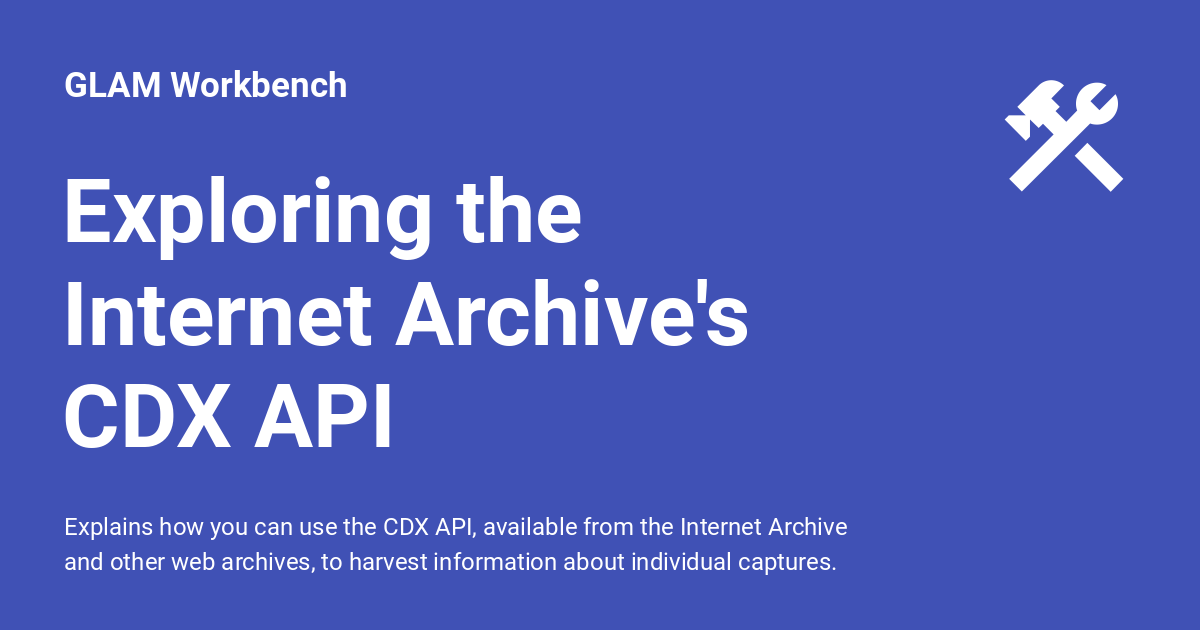 GLAM Workbench
Exploring the
Internet Archive's
CDX API
Explains how you can use the CDX API, available from the Internet Archive
and other web archives, to harvest information about individual captures.